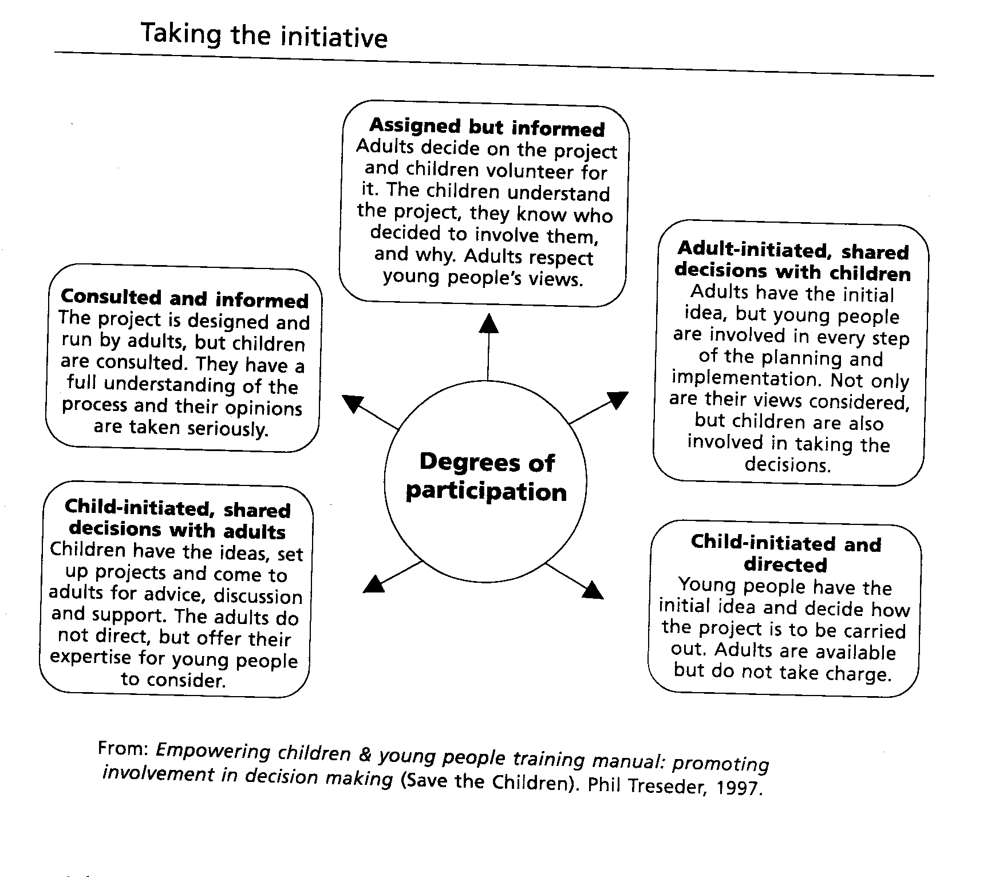 Taking the initiative
Assigned but informed
Adults decide on the project
and children volunteer for
it. The children understand
the project, they know who
decided to involve them,
and why. Adults respect
young people's views.
Adult-initiated, shared
decisions with children
Adults have the initial
idea, but young people
are involved in every step
of the planning and
implementation. Not only
are their views considered,
but children are also
involved in taking the
decisions.
Consulted and informed
The project is designed and
run by adults, but children
are consulted. They have a
full understanding of the
process and their opinions
are taken seriously.
Degrees of
participation
Child-initiated, shared
decisions with adults
Children have the ideas, set
up projects and come to
adults for advice, discussion
and support. The adults do
not direct, but offer their
expertise for young people
to consider.
Child-initiated and
directed
Young people have the
initial idea and decide how
the project is to be carried
out. Adults are available
but do not take charge.
From: Empowering children & young people training manual: promoting
involvement in decision making (Save the Children). Phil Treseder, 1997.